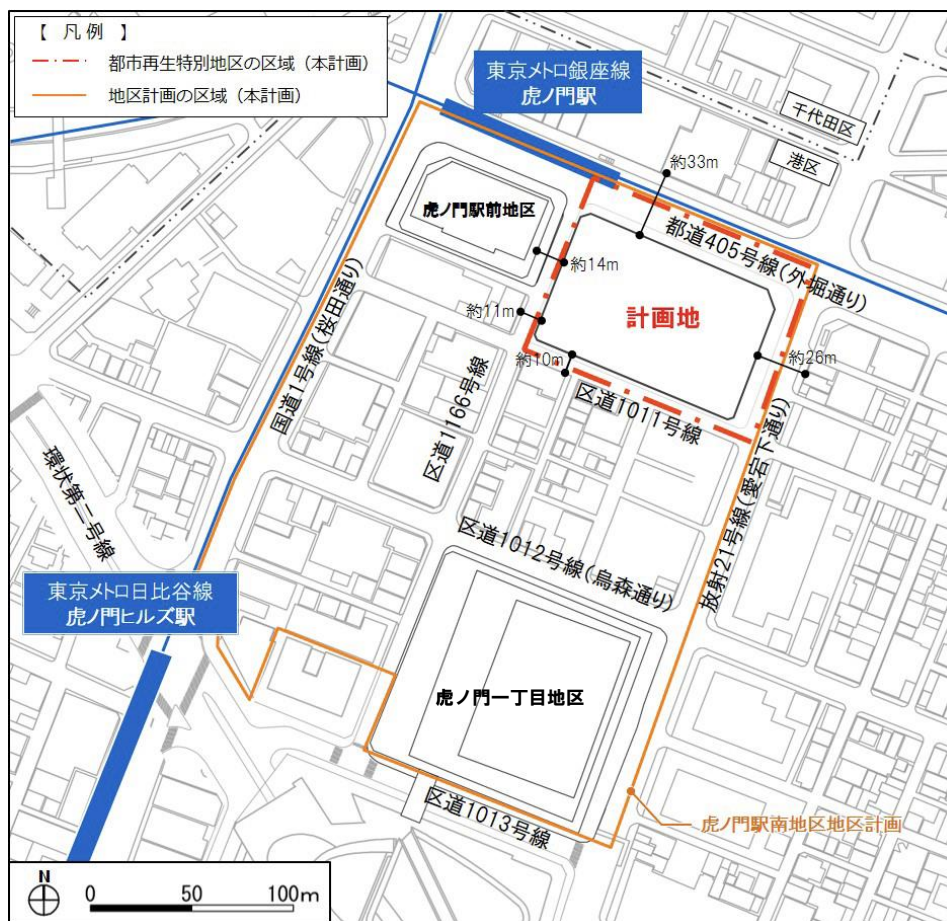 【 凡例 】
都市再生特別地区の区域（本計画）
地区計画の区域（本計画）
東京メトロ銀座線
虎ノ門駅
千代田区
港区
約33m
虎ノ門駅前地区
都道405号線(外堀通り)
約14m
約11m
計画地
約10m
約26m
国道1号線(桜田通り)
区道1166号線
区道1011号線
環状第二号線
区道1012号線(烏森通り)
放射21号線(愛宕下通り)
東京メトロ日比谷線
虎ノ門ヒルズ駅
虎ノ門一丁目地区
区道1013号線
虎ノ門駅南地区地区計画
N
0 50 100m